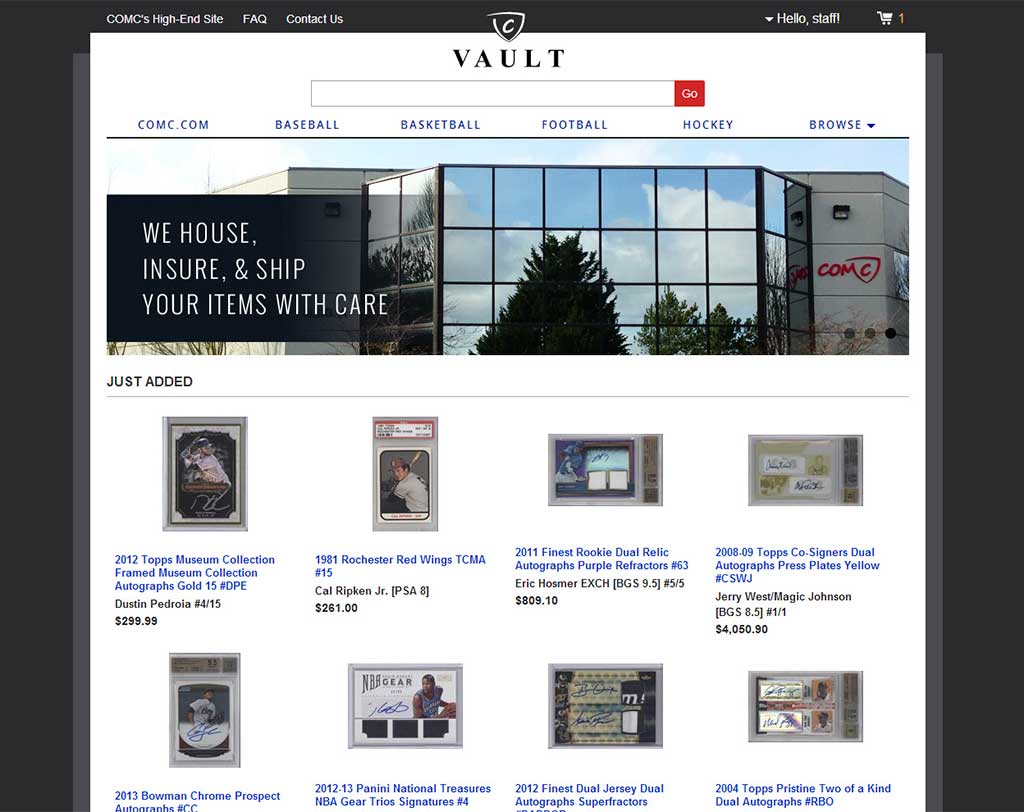 COMC's High-End Site FAQ Contact Us
Hello, staff! 1
C
VAULT
Go
COMC.COM BASEBALL BASKETBALL FOOTBALL HOCKEY BROWSE
WE HOUSE,
INSURE, & SHIP
YOUR ITEMS WITH CARE
COMC
JUST ADDED
2012 Topps Museum Collection
Framed Museum Collection
Autographs Gold 15 #DPE
Dustin Pedroia #4/15
$299.99
1981 Rochester Red Wings TCMA
#15
Cal Ripken Jr. [PSA 8]
$261.00
2011 Finest Rookie Dual Relic
Autographs Purple Refractors #63
Eric Hosmer EXCH [BGS 9.5] #5/5
$809.10
2008-09 Topps Co-Signers Dual
Autographs Press Plates Yellow
#CSWJ
Jerry West/Magic Johnson
[BGS 8.5] #1/1
$4,050.90
NBA GEAR
2013 Bowman Chrome Prospect
Autographs #CC
2012-13 Panini National Treasures
NBA Gear Trios Signatures #4
2012 Finest Dual Jersey Dual
Autographs Superfractors
2004 Topps Pristine Two of a Kind
Dual Autographs #RBO